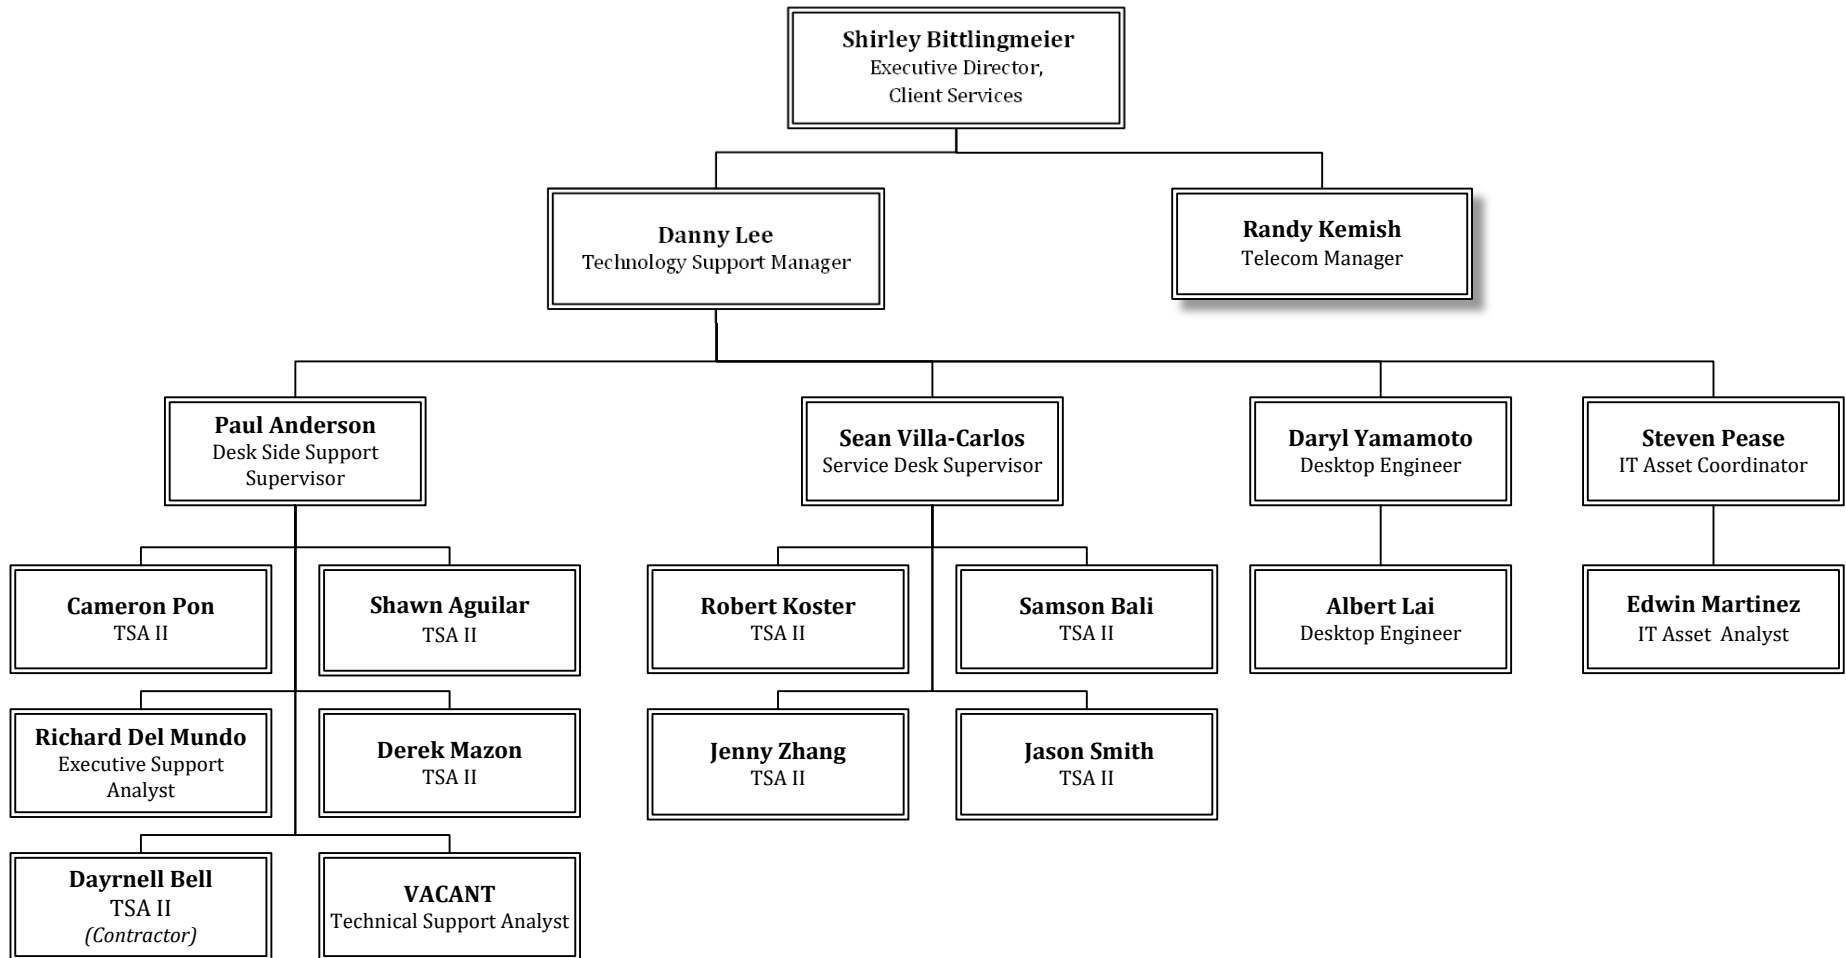 Shirley Bittlingmeier
Executive Director,
Client Services
Danny Lee
Technology Support Manager
Randy Kemish
Telecom Manager
Paul Anderson
Desk Side Support
Supervisor
Sean Villa-Carlos
Service Desk Supervisor
Daryl Yamamoto
Desktop Engineer
Steven Pease
IT Asset Coordinator
Cameron Pon
TSA II
Shawn Aguilar
TSA II
Robert Koster
TSA II
Samson Bali
TSA II
Albert Lai
Desktop Engineer
Edwin Martinez
IT Asset Analyst
Richard Del Mundo
Executive Support
Analyst
Derek Mazon
TSA II
Jenny Zhang
TSA II
Jason Smith
TSA II
Dayrnell Bell
TSA II
(Contractor)
VACANT
Technical Support Analyst